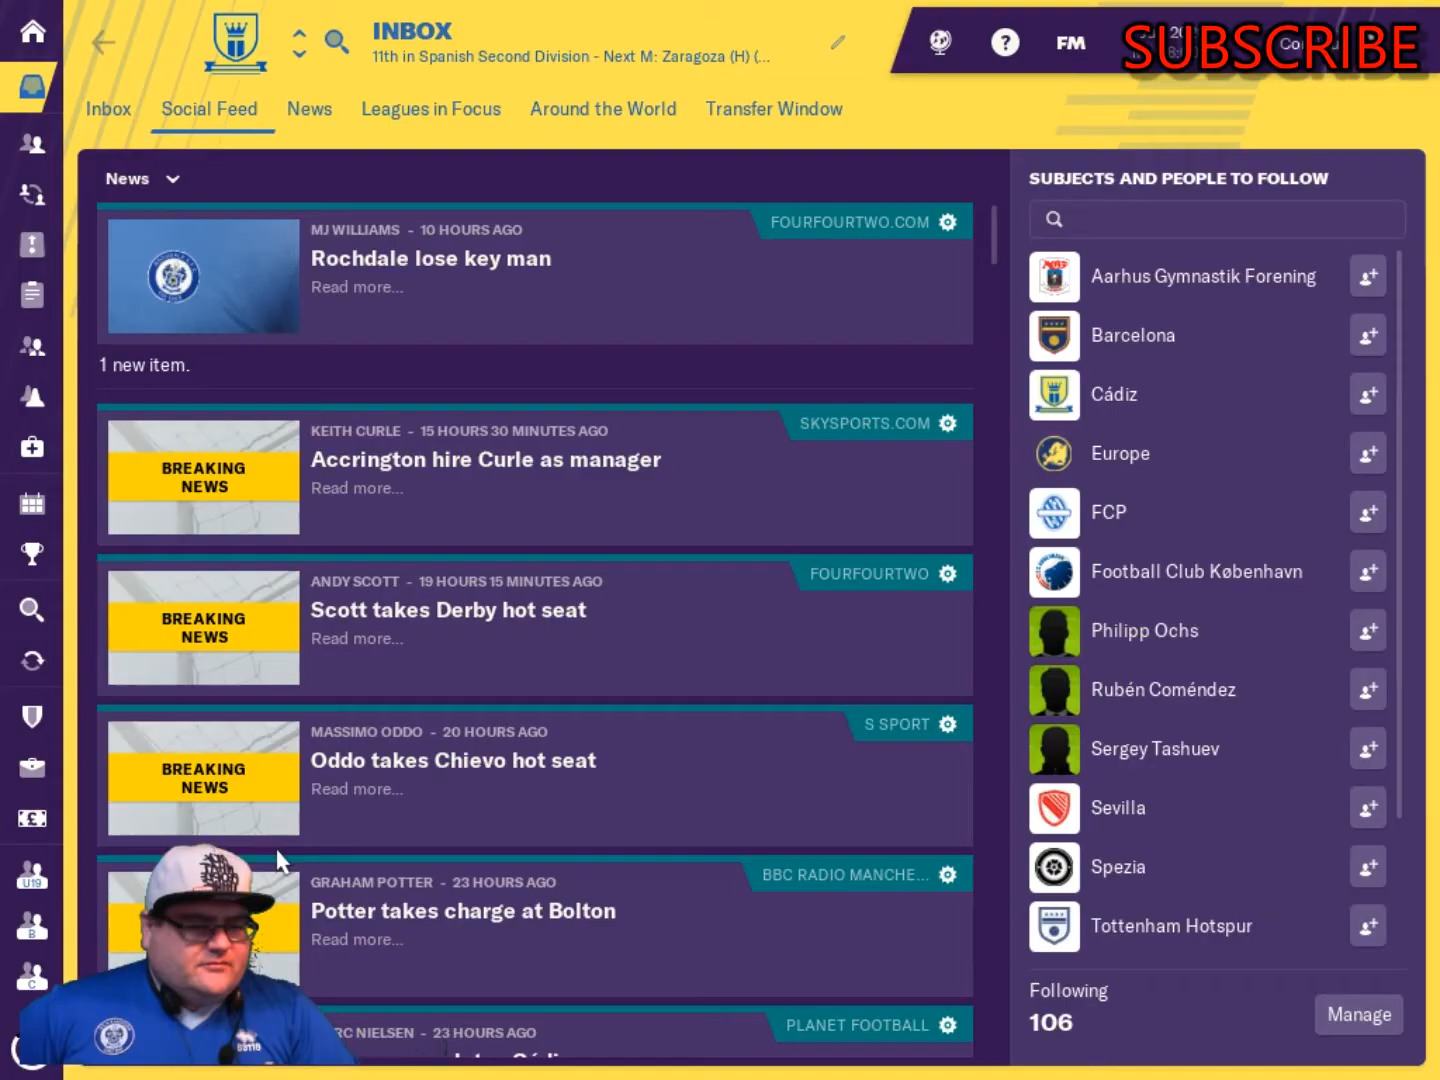 INBOX
11th in Spanish Second Division - Next M: Zaragoza (H) (...
FM
SUBSCRIBE
Inbox
Social Feed
News
Leagues in Focus
Around the World
Transfer Window
News
MJ WILLIAMS - 10 HOURS AGO
FOURFOURTWO.COM
Rochdale lose key man
Read more...
1 new item.
KEITH CURLE - 15 HOURS 30 MINUTES AGO
SKYSPORTS.COM
BREAKING NEWS
Accrington hire Curle as manager
Read more...
ANDY SCOTT - 19 HOURS 15 MINUTES AGO
FOURFOURTWO
BREAKING NEWS
Scott takes Derby hot seat
Read more...
MASSIMO ODDO - 20 HOURS AGO
S SPORT
BREAKING NEWS
Oddo takes Chievo hot seat
Read more...
GRAHAM POTTER - 23 HOURS AGO
BBC RADIO MANCHE...
Potter takes charge at Bolton
Read more...
RC NIELSEN - 23 HOURS AGO
PLANET FOOTBALL
SUBJECTS AND PEOPLE TO FOLLOW
Aarhus Gymnastik Forening
Barcelona
Cádiz
Europe
FCP
Football Club København
Philipp Ochs
Rubén Coméndez
Sergey Tashuev
Sevilla
Spezia
Tottenham Hotspur
Following
106
Manage
U19
B
C